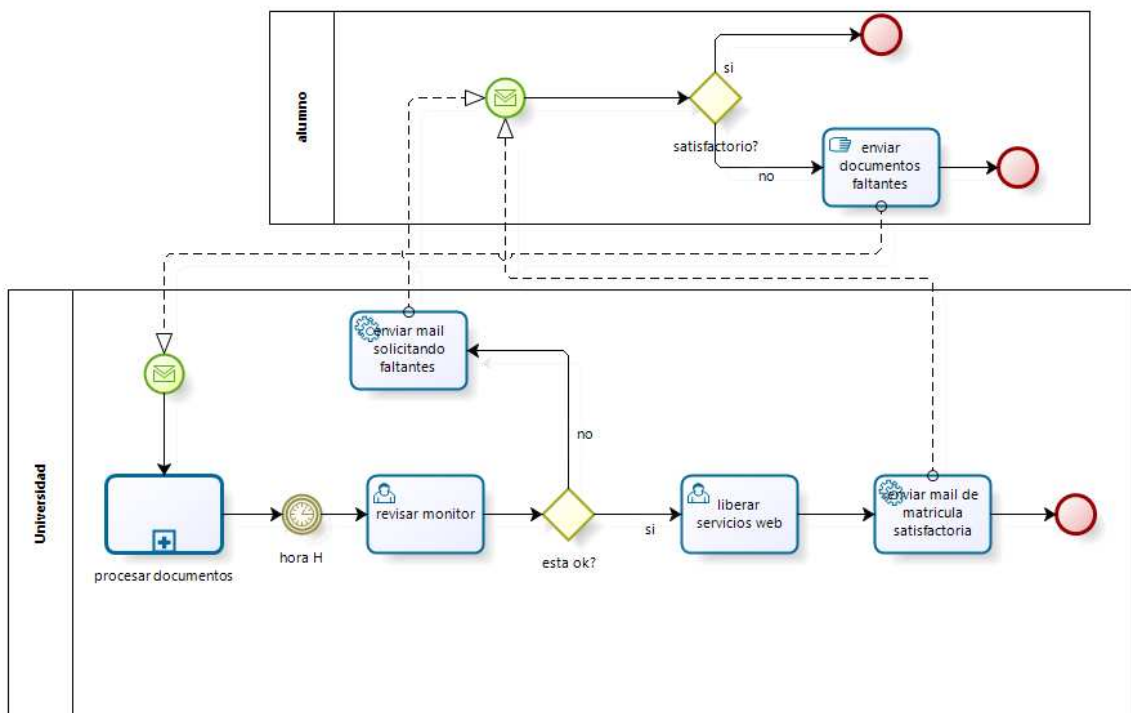 alumno
si
satisfactorio?
no
enviar
documentos
faltantes
Universidad
enviar mail
solicitando
faltantes
no
procesar documentos
hora H
revisar monitor
esta ok?
si
liberar
servicios web
enviar mail de
matricula
satisfactoria